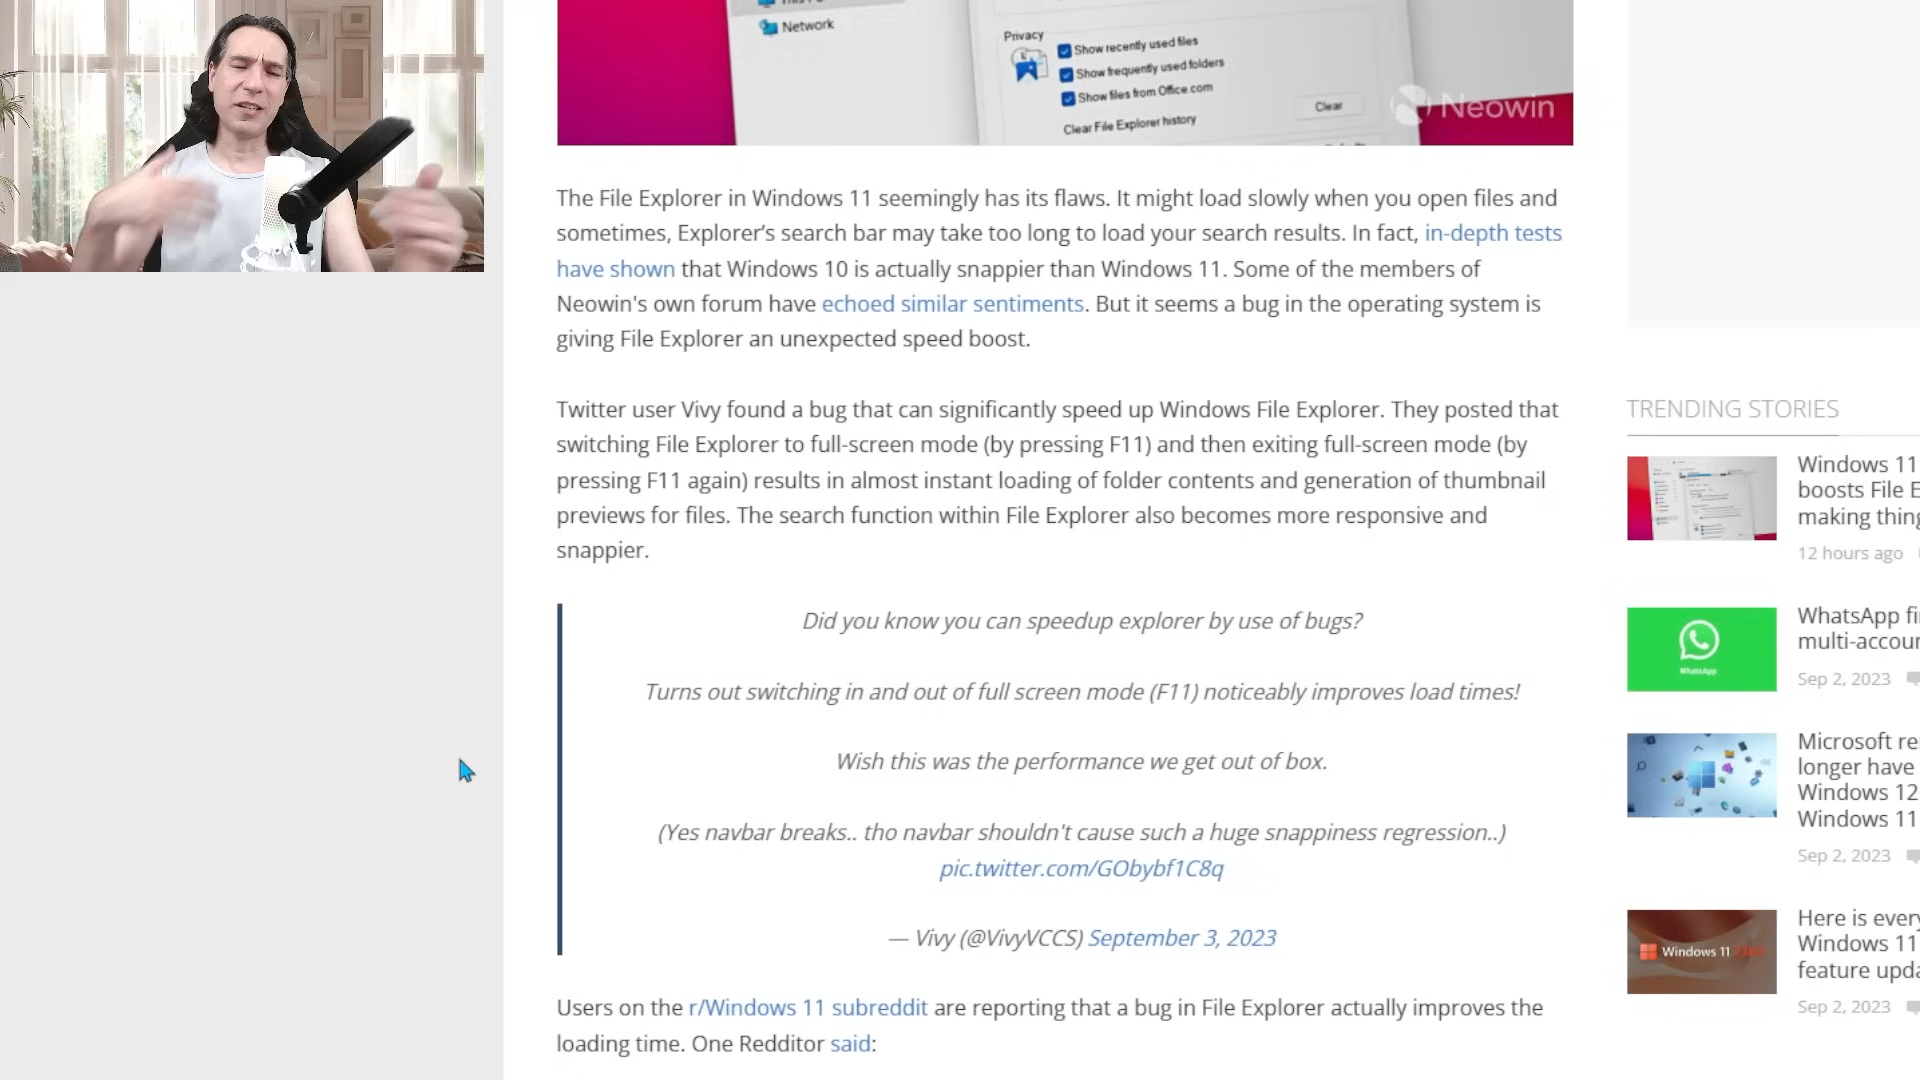 Network
Privacy
Show recently used files
Show frequently used folders
Show files from Office.com
Clear File Explorer history
Clear
Neowin
The File Explorer in Windows 11 seemingly has its flaws. It might load slowly when you open files and
sometimes, Explorer’s search bar may take too long to load your search results. In fact, in-depth tests
have shown that Windows 10 is actually snappier than Windows 11. Some of the members of
Neowin's own forum have echoed similar sentiments. But it seems a bug in the operating system is
giving File Explorer an unexpected speed boost.
Twitter user Vivy found a bug that can significantly speed up Windows File Explorer. They posted that
switching File Explorer to full-screen mode (by pressing F11) and then exiting full-screen mode (by
pressing F11 again) results in almost instant loading of folder contents and generation of thumbnail
previews for files. The search function within File Explorer also becomes more responsive and
snappier.
Did you know you can speedup explorer by use of bugs?
Turns out switching in and out of full screen mode (F11) noticeably improves load times!
Wish this was the performance we get out of box.
(Yes navbar breaks.. tho navbar shouldn't cause such a huge snappiness regression..)
pic.twitter.com/GObybf1C8q
— Vivy (@VivyVCCS) September 3, 2023
Users on the r/Windows 11 subreddit are reporting that a bug in File Explorer actually improves the
loading time. One Redditor said:
TRENDING STORIES
Windows 11
boosts File E
making thing
12 hours ago
WhatsApp
WhatsApp fi
multi-accour
Sep 2, 2023
Microsoft re
longer have
Windows 12
Windows 11
Sep 2, 2023
Windows 11
Here is every
Windows 11
feature upda
Sep 2, 2023